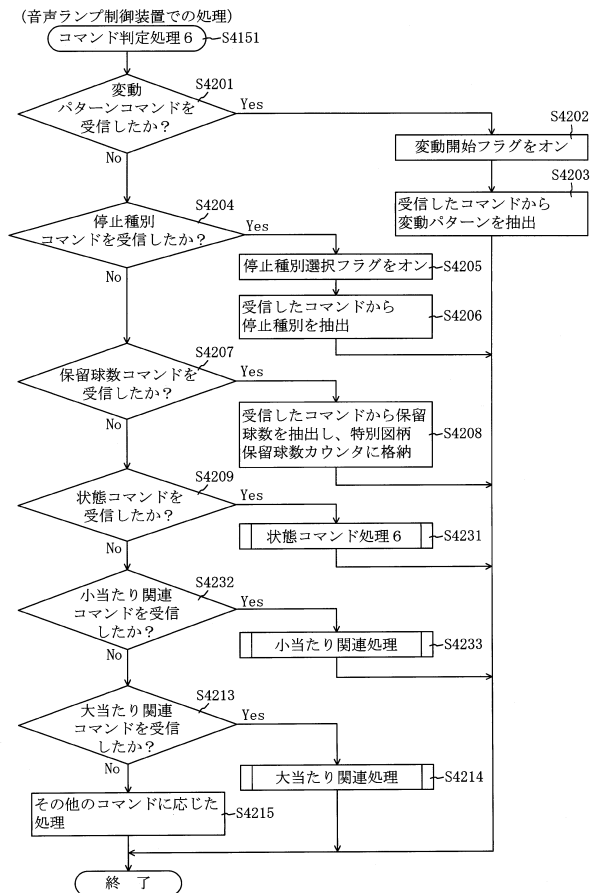 (音声ランプ制御装置での処理)
コマンド判定処理6
S4151
変動
パターンコマンドを
受信したか?
S4201
Yes
No
S4202
変動開始フラグをオン
S4203
受信したコマンドから
変動パターンを抽出
停止種別
コマンドを受信したか?
S4204
Yes
No
停止種別選択フラグをオン
S4205
受信したコマンドから
停止種別を抽出
S4206
保留球数コマンドを
受信したか?
S4207
Yes
No
受信したコマンドから保留
球数を抽出し、特別図柄
保留球数カウンタに格納
S4208
状態コマンドを
受信したか?
S4209
Yes
No
状態コマンド処理6
S4231
小当たり関連
コマンドを受信
したか?
S4232
Yes
No
小当たり関連処理
S4233
大当たり関連
コマンドを受信
したか?
S4213
Yes
No
大当たり関連処理
S4214
その他のコマンドに応じた
処理
S4215
終了